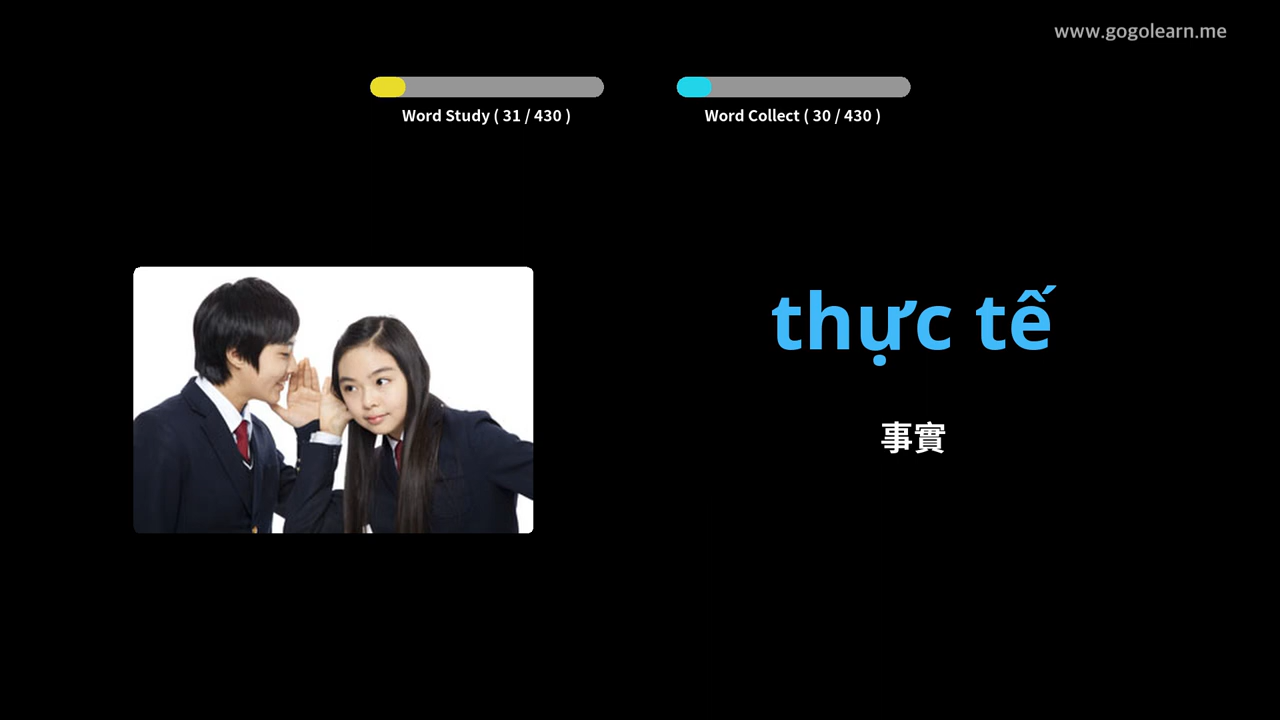 www.gogolearn.me
Word Study ( 31 / 430 )
Word Collect ( 30 / 430 )
thực tế
事實